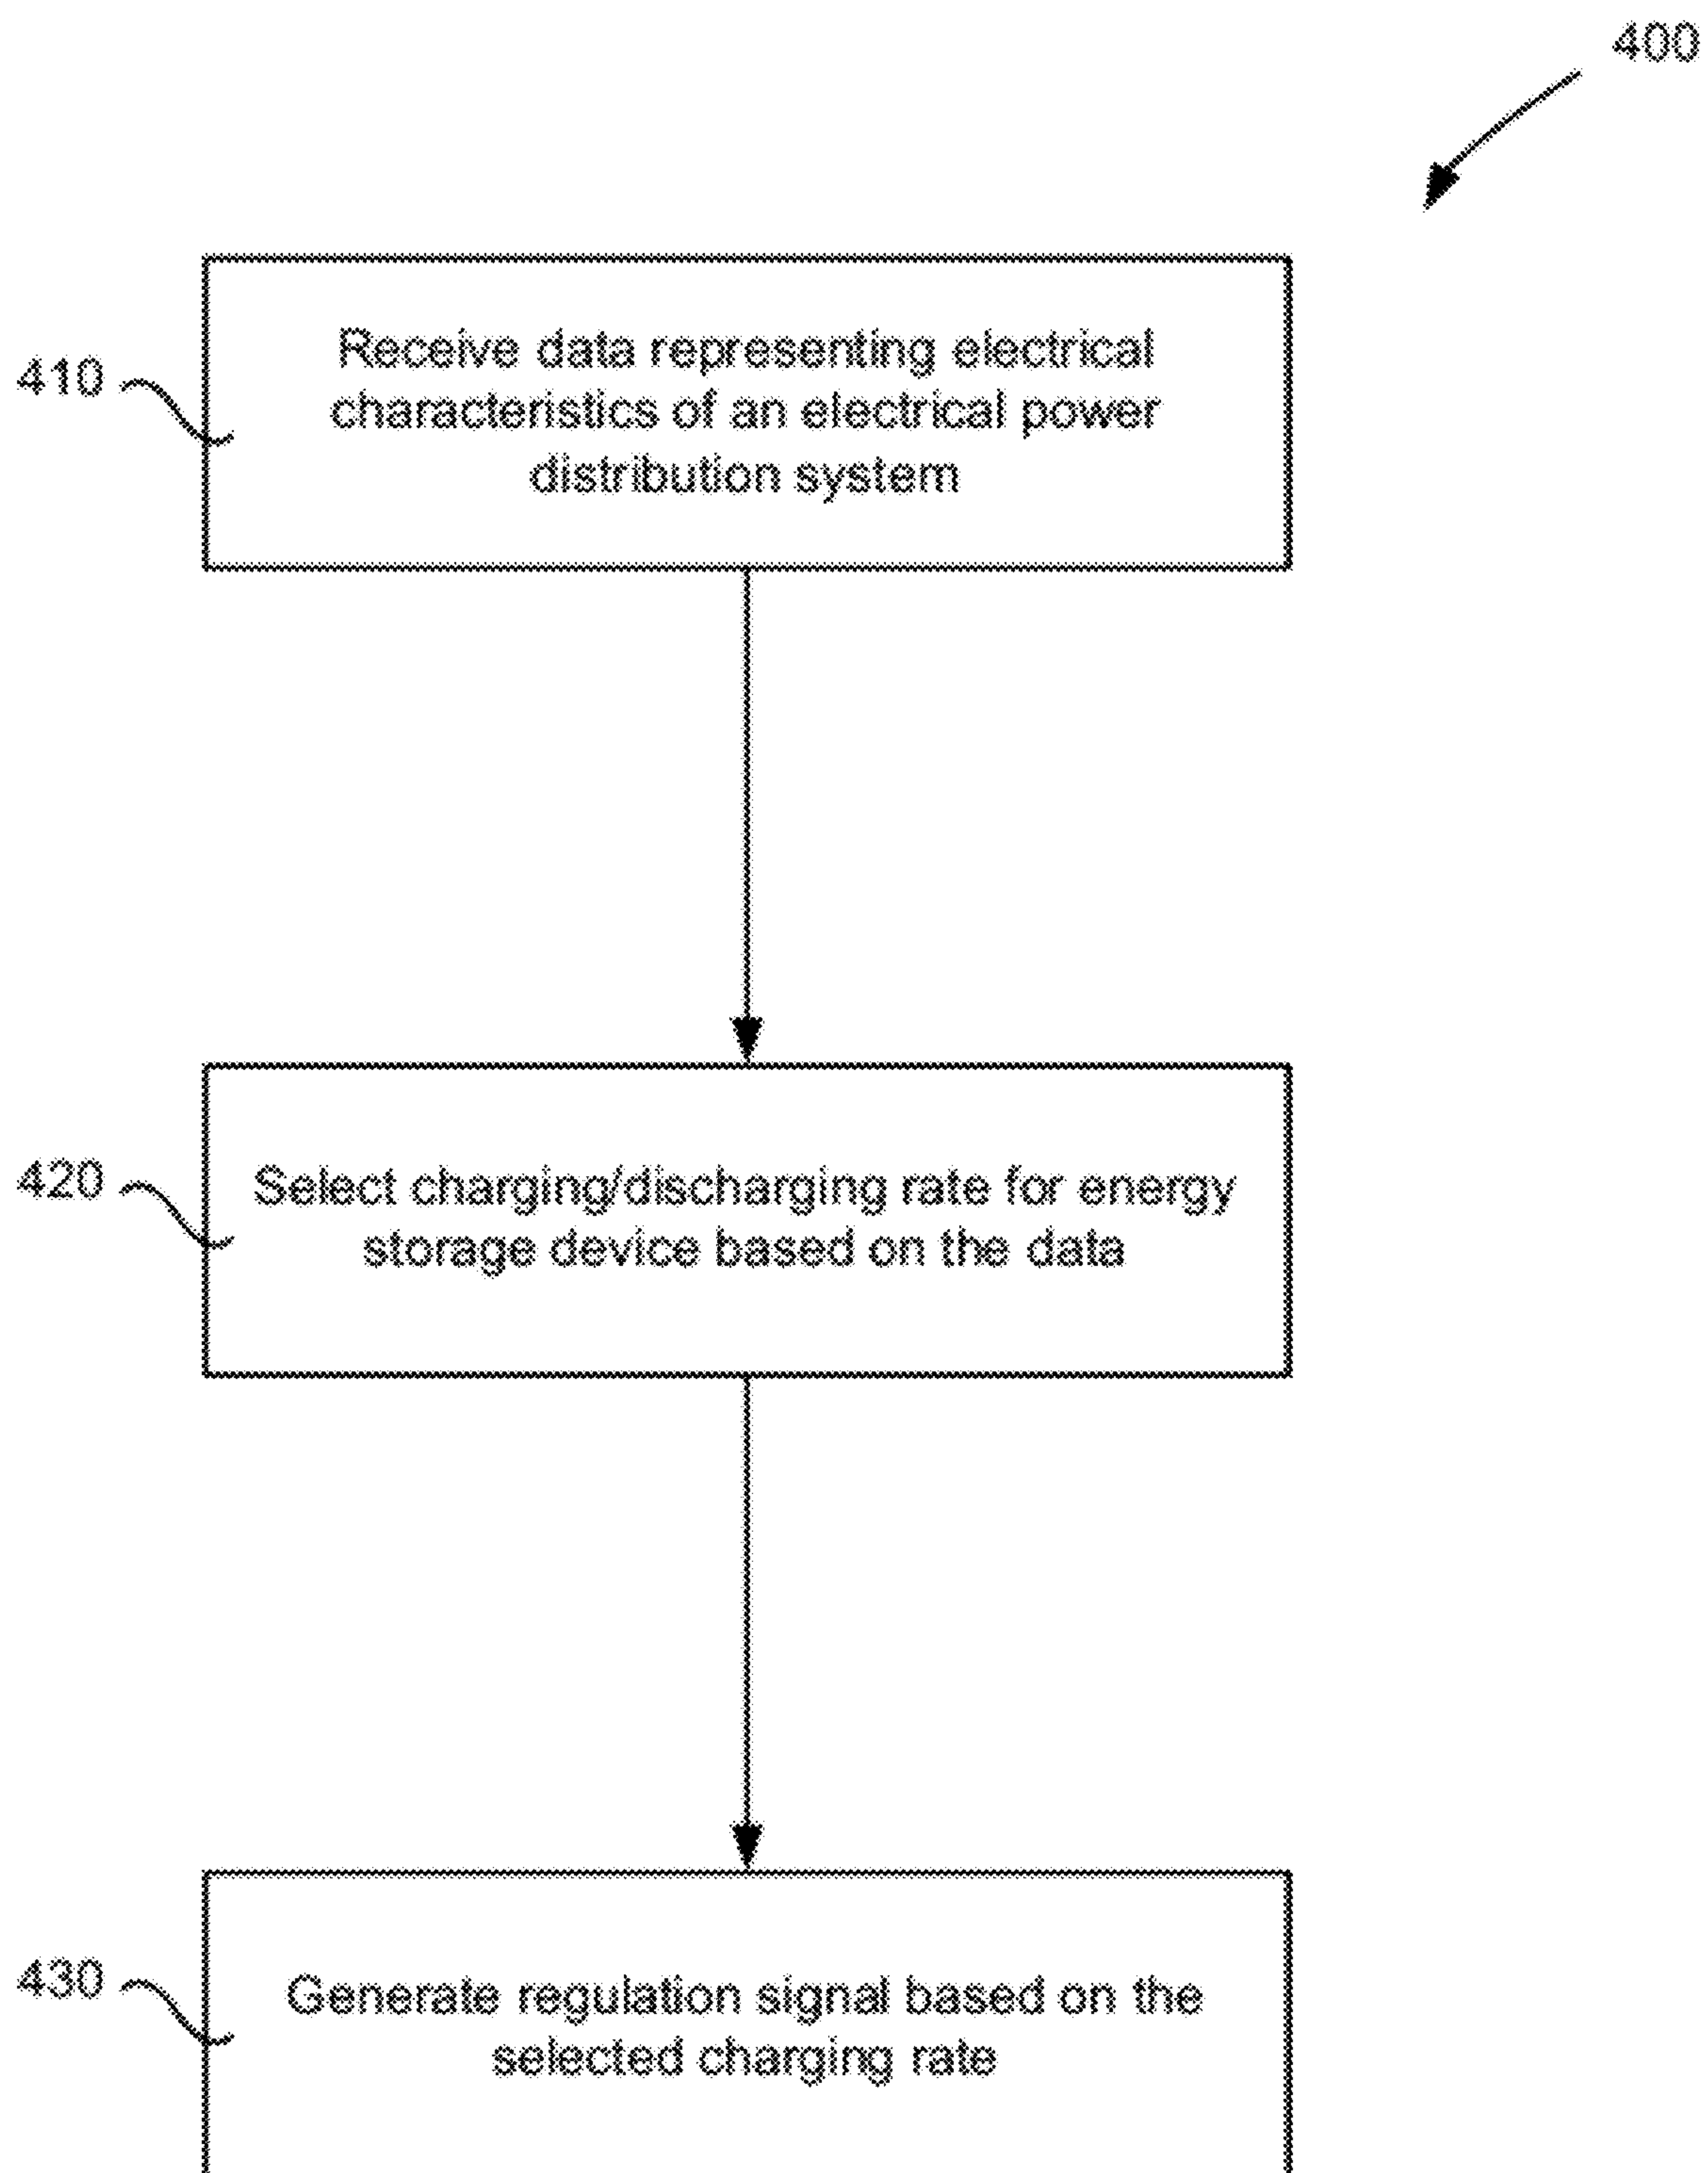 400
410
Receive data representing electrical
characteristics of an electrical power
distribution system
420
Select charging/discharging rate for energy
storage device based on the data
430
Generate regulation signal based on the
selected charging rate